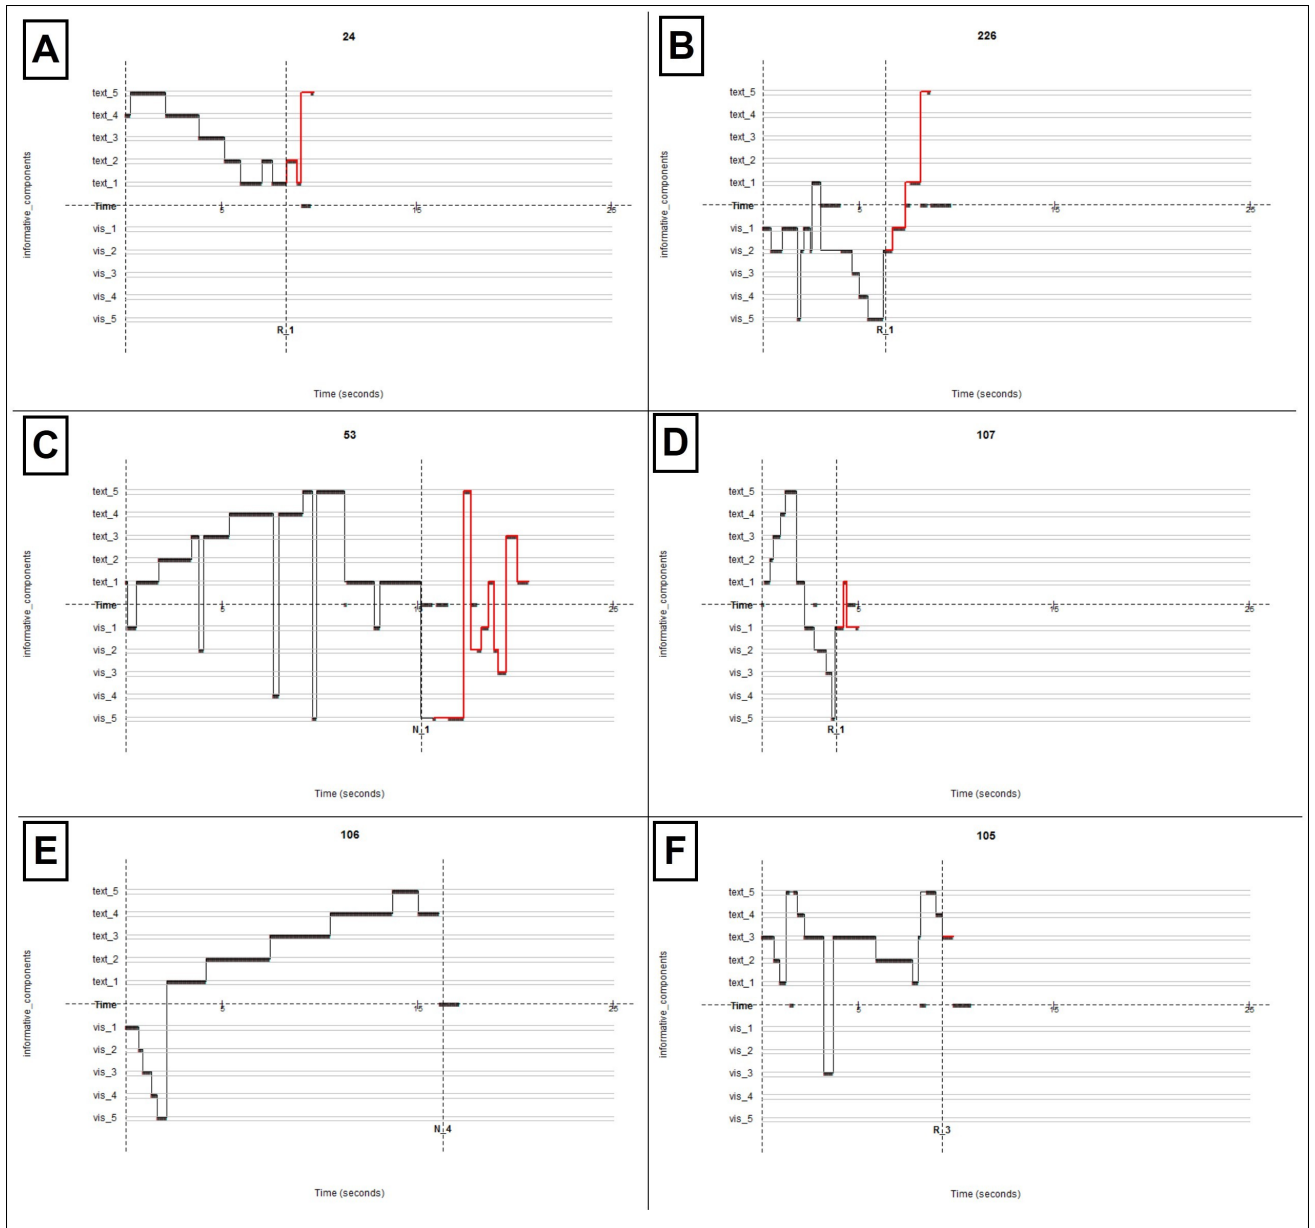 A
24
informative_components
text_5
text_4
text_3
text_2
text_1
Time 5 15 25
vis_1
vis_2
vis_3
vis_4
vis_5
R_1
Time (seconds)
B
226
informative_components
text_5
text_4
text_3
text_2
text_1
Time 5 15 25
vis_1
vis_2
vis_3
vis_4
vis_5
R_1
Time (seconds)
C
53
informative_components
text_5
text_4
text_3
text_2
text_1
Time 5 15 25
vis_1
vis_2
vis_3
vis_4
vis_5
N_1
Time (seconds)
D
107
informative_components
text_5
text_4
text_3
text_2
text_1
Time 5 15 25
vis_1
vis_2
vis_3
vis_4
vis_5
R_1
Time (seconds)
E
106
informative_components
text_5
text_4
text_3
text_2
text_1
Time 5 15 25
vis_1
vis_2
vis_3
vis_4
vis_5
N_4
Time (seconds)
F
105
informative_components
text_5
text_4
text_3
text_2
text_1
Time 5 15 25
vis_1
vis_2
vis_3
vis_4
vis_5
R_3
Time (seconds)